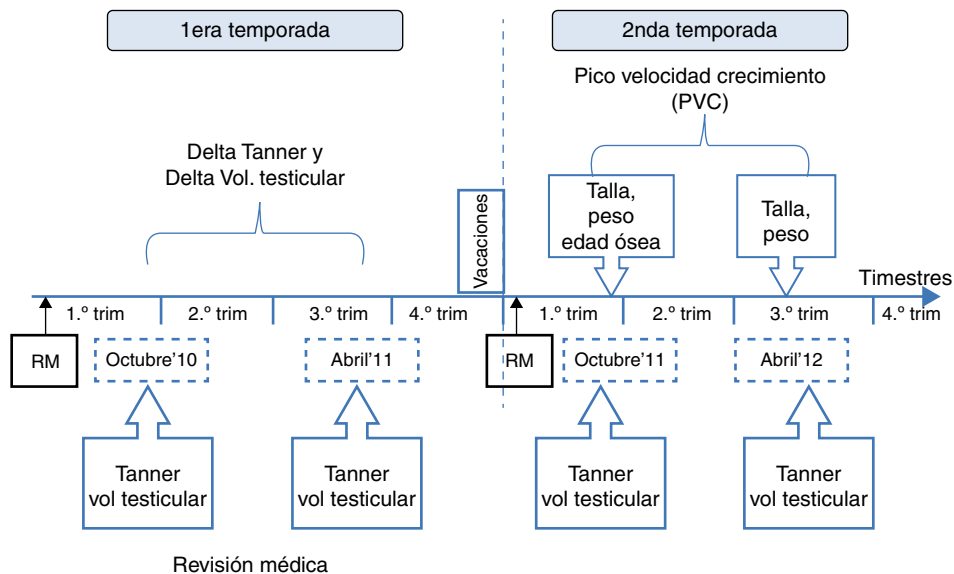 1era temporada
2nda temporada
Pico velocidad crecimiento
(PVC)
Delta Tanner y
Delta Vol. testicular
Vacaciones
Talla,
peso
edad ósea
Talla,
peso
Timestres
1.º trim
2.º trim
3.º trim
4.º trim
1.º trim
2.º trim
3.º trim
4.º trim
RM
Octubre’10
Abril’11
RM
Octubre’11
Abril’12
Tanner
vol testicular
Tanner
vol testicular
Tanner
vol testicular
Tanner
vol testicular
Revisión médica